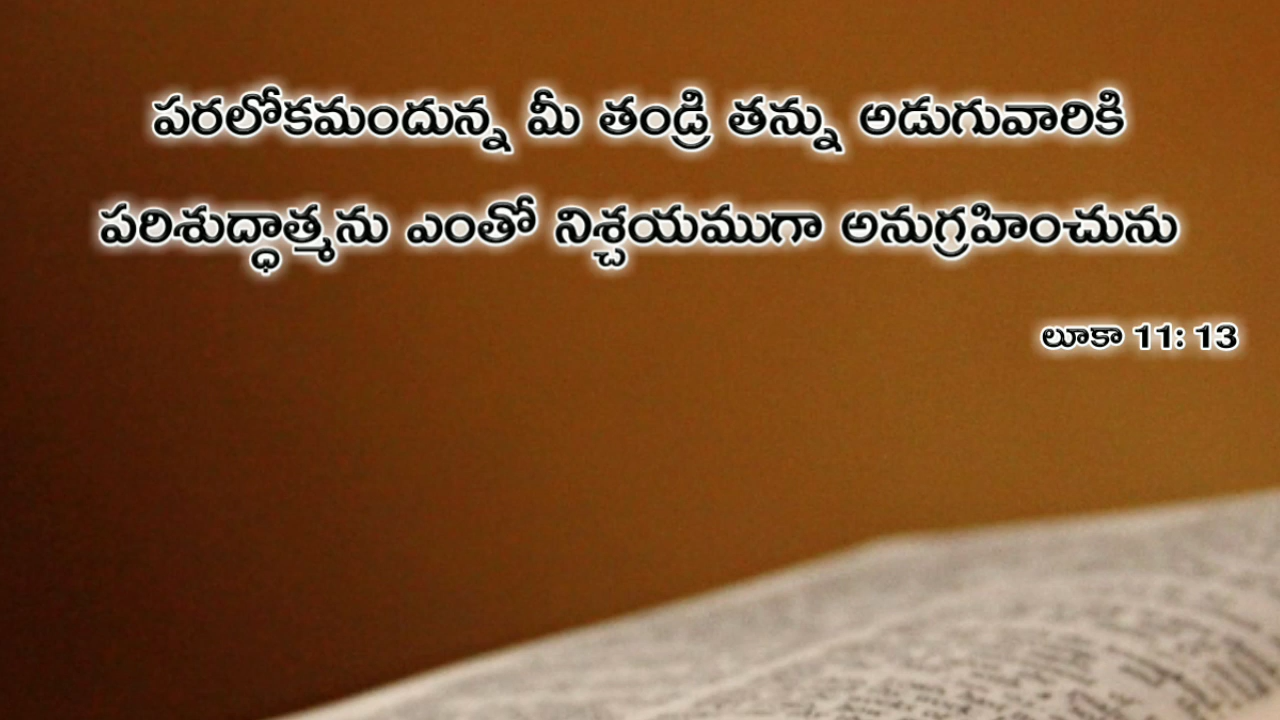 పరలోకమందున్న మీ తండ్రి తన్ను అడుగువారికి
పరిశుద్ధాత్మను ఎంతో నిశ్చయముగా అనుగ్రహించును
లూకా 11: 13